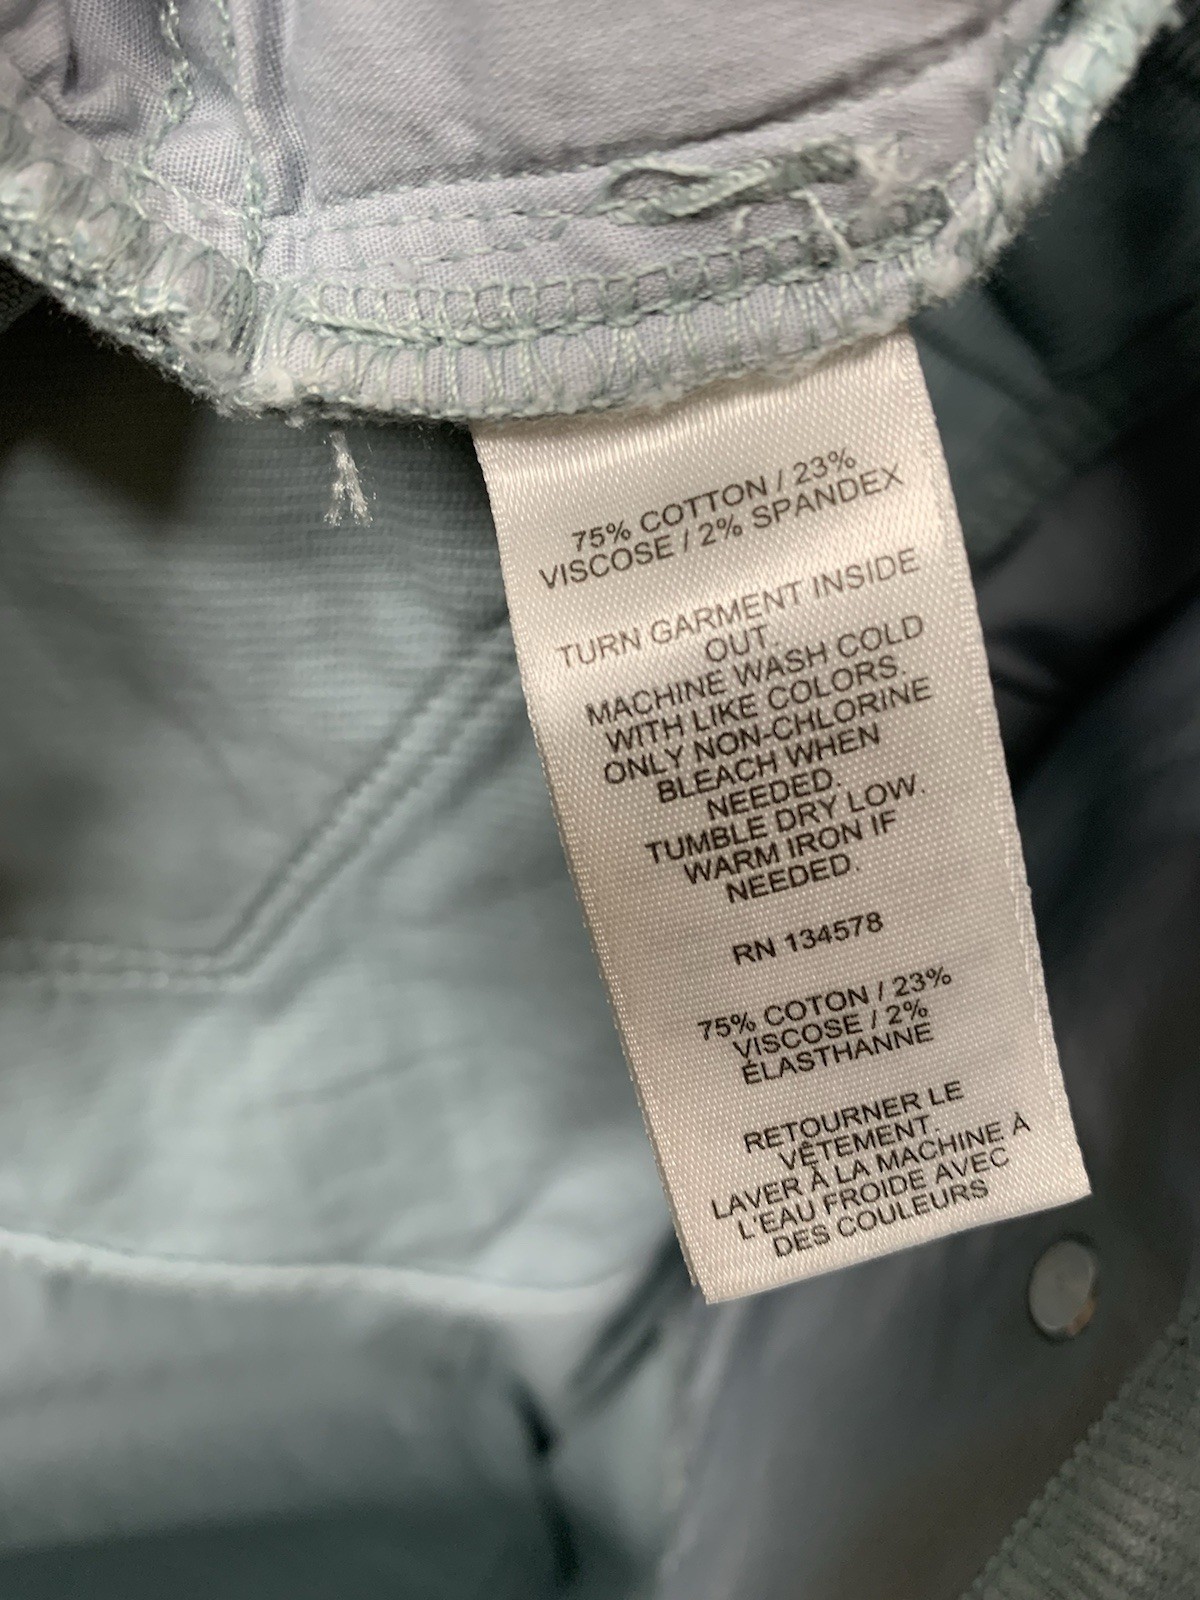 75% COTTON / 23%
VISCOSE / 2% SPANDEX
TURN GARMENT INSIDE
OUT.
MACHINE WASH COLD
WITH LIKE COLORS.
ONLY NON-CHLORINE
BLEACH WHEN
NEEDED.
TUMBLE DRY LOW.
WARM IRON IF
NEEDED.
RN 134578
75% COTON / 23%
VISCOSE / 2%
ÉLASTHANNE
RETOURNER LE
VÊTEMENT.
LAVER À LA MACHINE À
L'EAU FROIDE AVEC
DES COULEURS